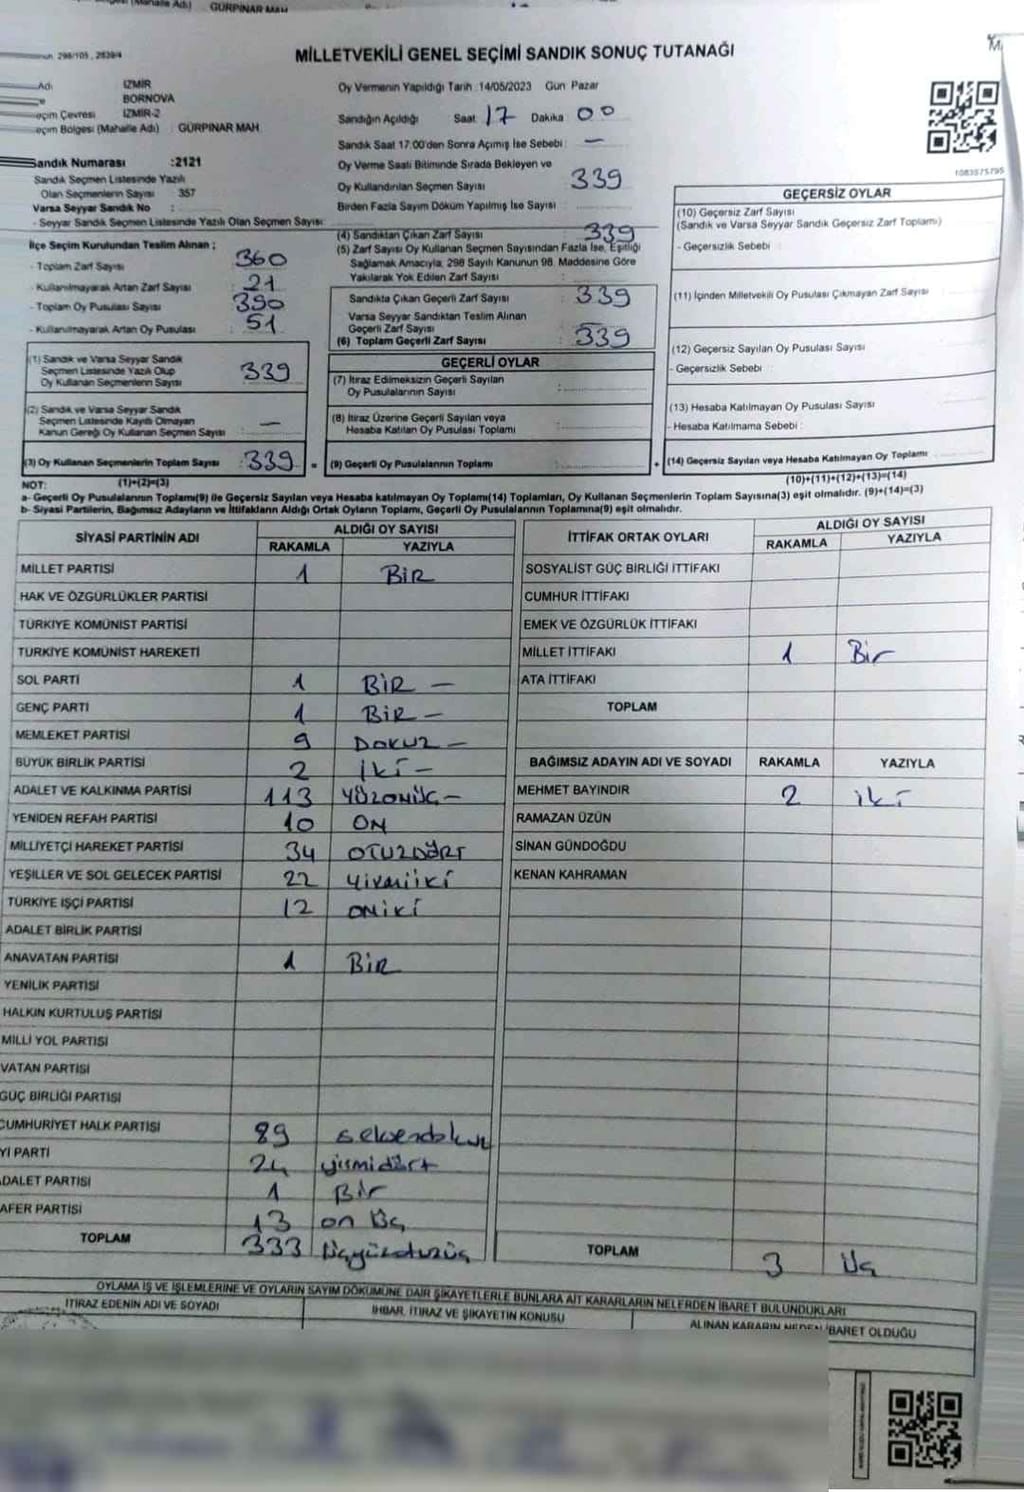 GÜRPINAR MAH
MİLLETVEKİLİ GENEL SEÇİMİ SANDIK SONUÇ TUTANAĞI
Adı İZMİR
BORNOVA
eçim Çevresi İZMİR-2
eçim Bölgesi (Mahalle Adı) : GÜRPINAR MAH.
Oy Vermenin Yapıldığı Tarih : 14/05/2023 Gün Pazar
Sandığın Açıldığı Saat 17 Dakika 00
Sandık Saat 17:00'den Sonra Açımış İse Sebebi : —
Oy Verme Saati Bitiminde Sırada Bekleyen ve
Oy Kullandırılan Seçmen Sayısı 339
Birden Fazla Sayım Döküm Yapılmış İse Sayısı :
Sandık Numarası :2121
Sandık Seçmen Listesinde Yazılı
Olan Seçmenlerin Sayısı : 357
Varsa Seyyar Sandık No :
- Seyyar Sandık Seçmen Listesinde Yazılı Olan Seçmen Sayısı:
İlçe Seçim Kurulundan Teslim Alınan ;
- Toplam Zarf Sayısı 360
- Kullanılmayarak Artan Zarf Sayısı : 21
- Toplam Oy Pusulası Sayısı : 390
- Kullanılmayarak Artan Oy Pusulası : 51
(1) Sandık ve Varsa Seyyar Sandık
Seçmen Listesinde Yazılı Olup
Oy Kullanan Seçmenlerin Sayısı 339
(2) Sandık ve Varsa Seyyar Sandık
Seçmen Listesinde Kayıtlı Olmayan
Kanun Gereği Oy Kullanan Seçmen Sayısı —
(3) Oy Kullanan Seçmenlerin Toplam Sayısı : 339
(4) Sandıktan Çıkan Zarf Sayısı : 339
(5) Zarf Sayısı Oy Kullanan Seçmen Sayısından Fazla İse, Eşitliği
Sağlamak Amacıyla, 298 Sayılı Kanunun 98. Maddesine Göre
Yakılarak Yok Edilen Zarf Sayısı :
Sandıkta Çıkan Geçerli Zarf Sayısı : 339
Varsa Seyyar Sandıktan Teslim Alınan
Geçerli Zarf Sayısı
(6) Toplam Geçerli Zarf Sayısı : 339
GEÇERLİ OYLAR
(7) İtiraz Edilmeksizin Geçerli Sayılan
Oy Pusulalarının Sayısı
(8) İtiraz Üzerine Geçerli Sayılan veya
Hesaba Katılan Oy Pusulası Toplamı
= (9) Geçerli Oy Pusulalarının Toplamı
1083575795
GEÇERSİZ OYLAR
(10) Geçersiz Zarf Sayısı
(Sandık ve Varsa Seyyar Sandık Geçersiz Zarf Toplamı)
- Geçersizlik Sebebi :
(11) İçinden Milletvekili Oy Pusulası Çıkmayan Zarf Sayısı
(12) Geçersiz Sayılan Oy Pusulası Sayısı
- Geçersizlik Sebebi :
(13) Hesaba Katılmayan Oy Pusulası Sayısı
- Hesaba Katılmama Sebebi :
+ (14) Geçersiz Sayılan veya Hesaba Katılmayan Oy Toplamı
NOT: (1)+(2)=(3)
(10)+(11)+(12)+(13)=(14)
a- Geçerli Oy Pusulalarının Toplamı(9) ile Geçersiz Sayılan veya Hesaba katılmayan Oy Toplamı(14) Toplamları, Oy Kullanan Seçmenlerin Toplam Sayısına(3) eşit olmalıdır. (9)+(14)=(3)
b- Siyasi Partilerin, Bağımsız Adayların ve İttifakların Aldığı Ortak Oyların Toplamı, Geçerli Oy Pusulalarının Toplamına(9) eşit olmalıdır.
SİYASİ PARTİNİN ADI ALDIĞI OY SAYISI
RAKAMLA YAZIYLA
MİLLET PARTİSİ 1 BİR
HAK VE ÖZGÜRLÜKLER PARTİSİ
TÜRKİYE KOMÜNİST PARTİSİ
TÜRKİYE KOMÜNİST HAREKETİ
SOL PARTİ 1 BİR —
GENÇ PARTİ 1 BİR —
MEMLEKET PARTİSİ 9 DOKUZ —
BÜYÜK BİRLİK PARTİSİ 2 İKİ —
ADALET VE KALKINMA PARTİSİ 113 YÜZONÜÇ —
YENİDEN REFAH PARTİSİ 10 ON
MİLLİYETÇİ HAREKET PARTİSİ 34 OTUZDÖRT
YEŞİLLER VE SOL GELECEK PARTİSİ 22 Yirmiiki
TÜRKİYE İŞÇİ PARTİSİ 12 ONİKİ
ADALET BİRLİK PARTİSİ
ANAVATAN PARTİSİ 1 BİR
YENİLİK PARTİSİ
HALKIN KURTULUŞ PARTİSİ
MİLLİ YOL PARTİSİ
VATAN PARTİSİ
GÜÇ BİRLİĞİ PARTİSİ
CUMHURİYET HALK PARTİSİ 89 seksendokuz
Yİ PARTİ 24 yirmidört
DALET PARTİSİ 1 Bir
AFER PARTİSİ 13 on üç
TOPLAM 333 üçyüzotuzüç
İTTİFAK ORTAK OYLARI ALDIĞI OY SAYISI
RAKAMLA YAZIYLA
SOSYALİST GÜÇ BİRLİĞİ İTTİFAKI
CUMHUR İTTİFAKI
EMEK VE ÖZGÜRLÜK İTTİFAKI
MİLLET İTTİFAKI 1 Bir
ATA İTTİFAKI
TOPLAM
BAĞIMSIZ ADAYIN ADI VE SOYADI RAKAMLA YAZIYLA
MEHMET BAYINDIR 2 iki
RAMAZAN ÜZÜN
SİNAN GÜNDOĞDU
KENAN KAHRAMAN
TOPLAM 3 üç
OYLAMA İŞ VE İŞLEMLERİNE VE OYLARIN SAYIM DÖKÜMÜNE DAİR ŞİKAYETLERLE BUNLARA AİT KARARLARIN NELERDEN İBARET BULUNDUKLARI
İTİRAZ EDENİN ADI VE SOYADI İHBAR, İTİRAZ VE ŞİKAYETİN KONUSU ALINAN KARARIN NEDEN İBARET OLDUĞU